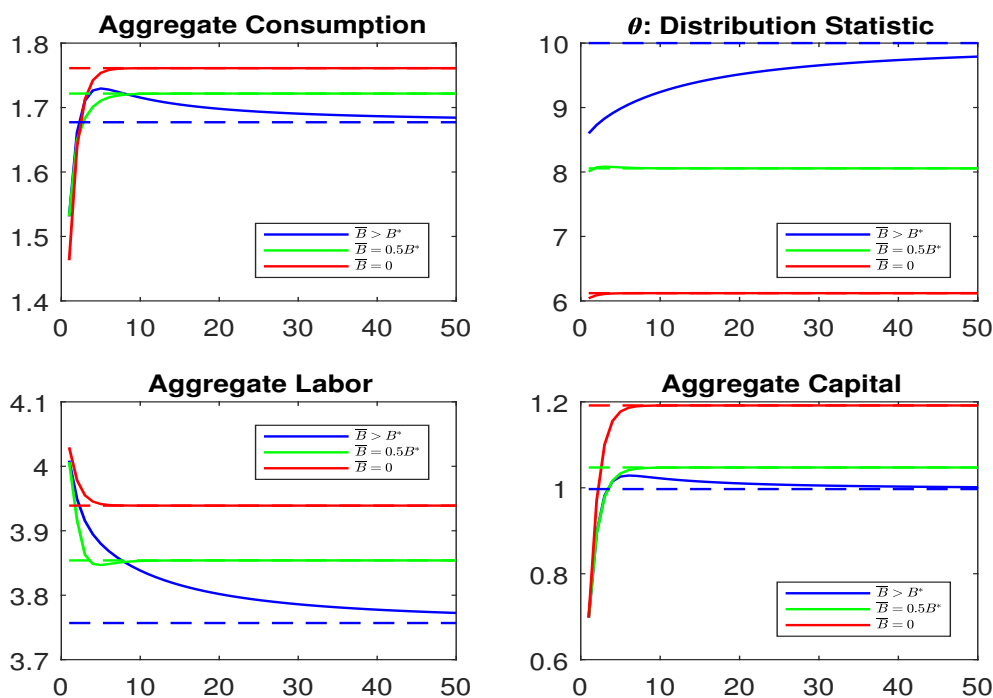 Aggregate Consumption
1.8
1.7
1.6
1.5
1.4
0 10 20 30 40 50
B̅ > B*
B̅ = 0.5B*
B̅ = 0
θ: Distribution Statistic
10
9
8
7
6
0 10 20 30 40 50
B̅ > B*
B̅ = 0.5B*
B̅ = 0
Aggregate Labor
4.1
4
3.9
3.8
3.7
0 10 20 30 40 50
B̅ > B*
B̅ = 0.5B*
B̅ = 0
Aggregate Capital
1.2
1
0.8
0.6
0 10 20 30 40 50
B̅ > B*
B̅ = 0.5B*
B̅ = 0